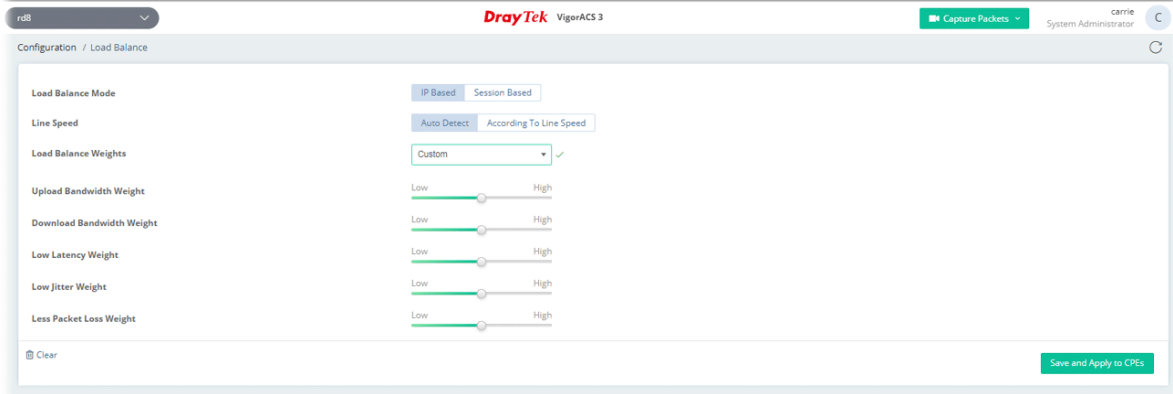 rd8
DrayTek VigorACS 3
Capture Packets
carrie
System Administrator
C
Configuration / Load Balance
Load Balance Mode
IP Based Session Based
Line Speed
Auto Detect According To Line Speed
Load Balance Weights
Custom
Upload Bandwidth Weight
Low High
Download Bandwidth Weight
Low High
Low Latency Weight
Low High
Low Jitter Weight
Low High
Less Packet Loss Weight
Low High
Clear
Save and Apply to CPEs